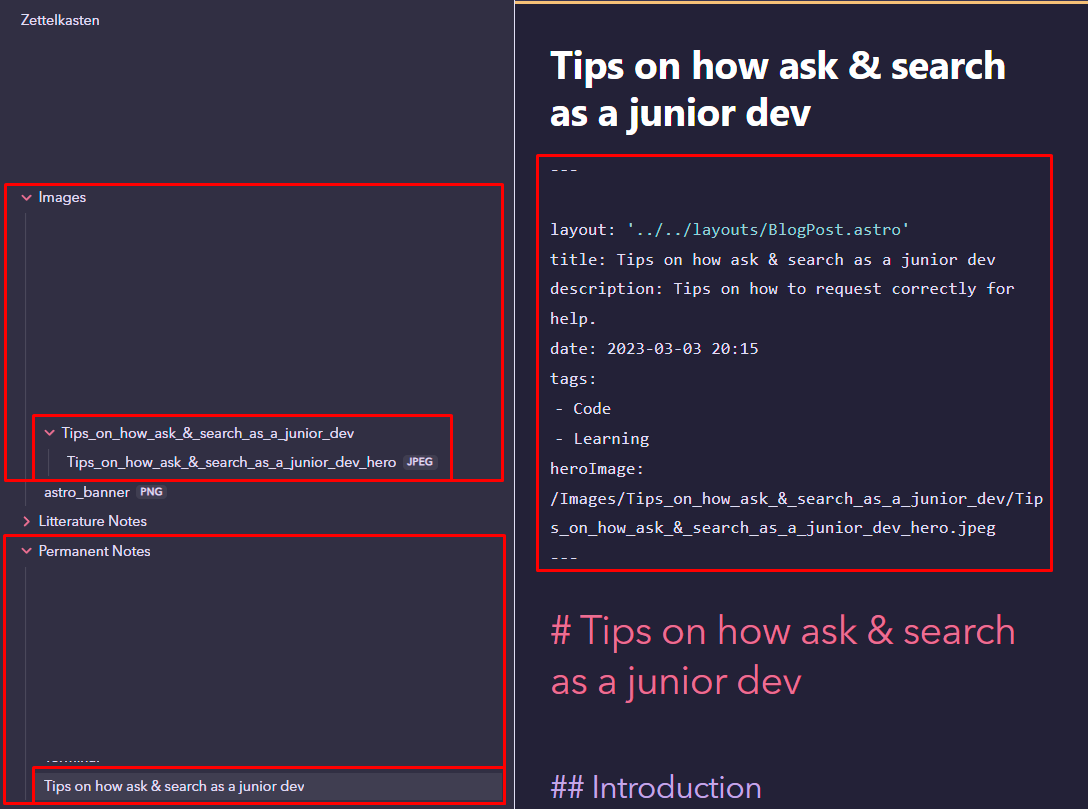 Zettelkasten
Images
Tips_on_how_ask_&_search_as_a_junior_dev
Tips_on_how_ask_&_search_as_a_junior_dev_hero JPEG
astro_banner PNG
Litterature Notes
Permanent Notes
Tips on how ask & search as a junior dev
Tips on how ask & search
as a junior dev
---
layout: '../../layouts/BlogPost.astro'
title: Tips on how ask & search as a junior dev
description: Tips on how to request correctly for
help.
date: 2023-03-03 20:15
tags:
- Code
- Learning
heroImage:
/Images/Tips_on_how_ask_&_search_as_a_junior_dev/Tip
s_on_how_ask_&_search_as_a_junior_dev_hero.jpeg
---
# Tips on how ask & search
as a junior dev
## Introduction